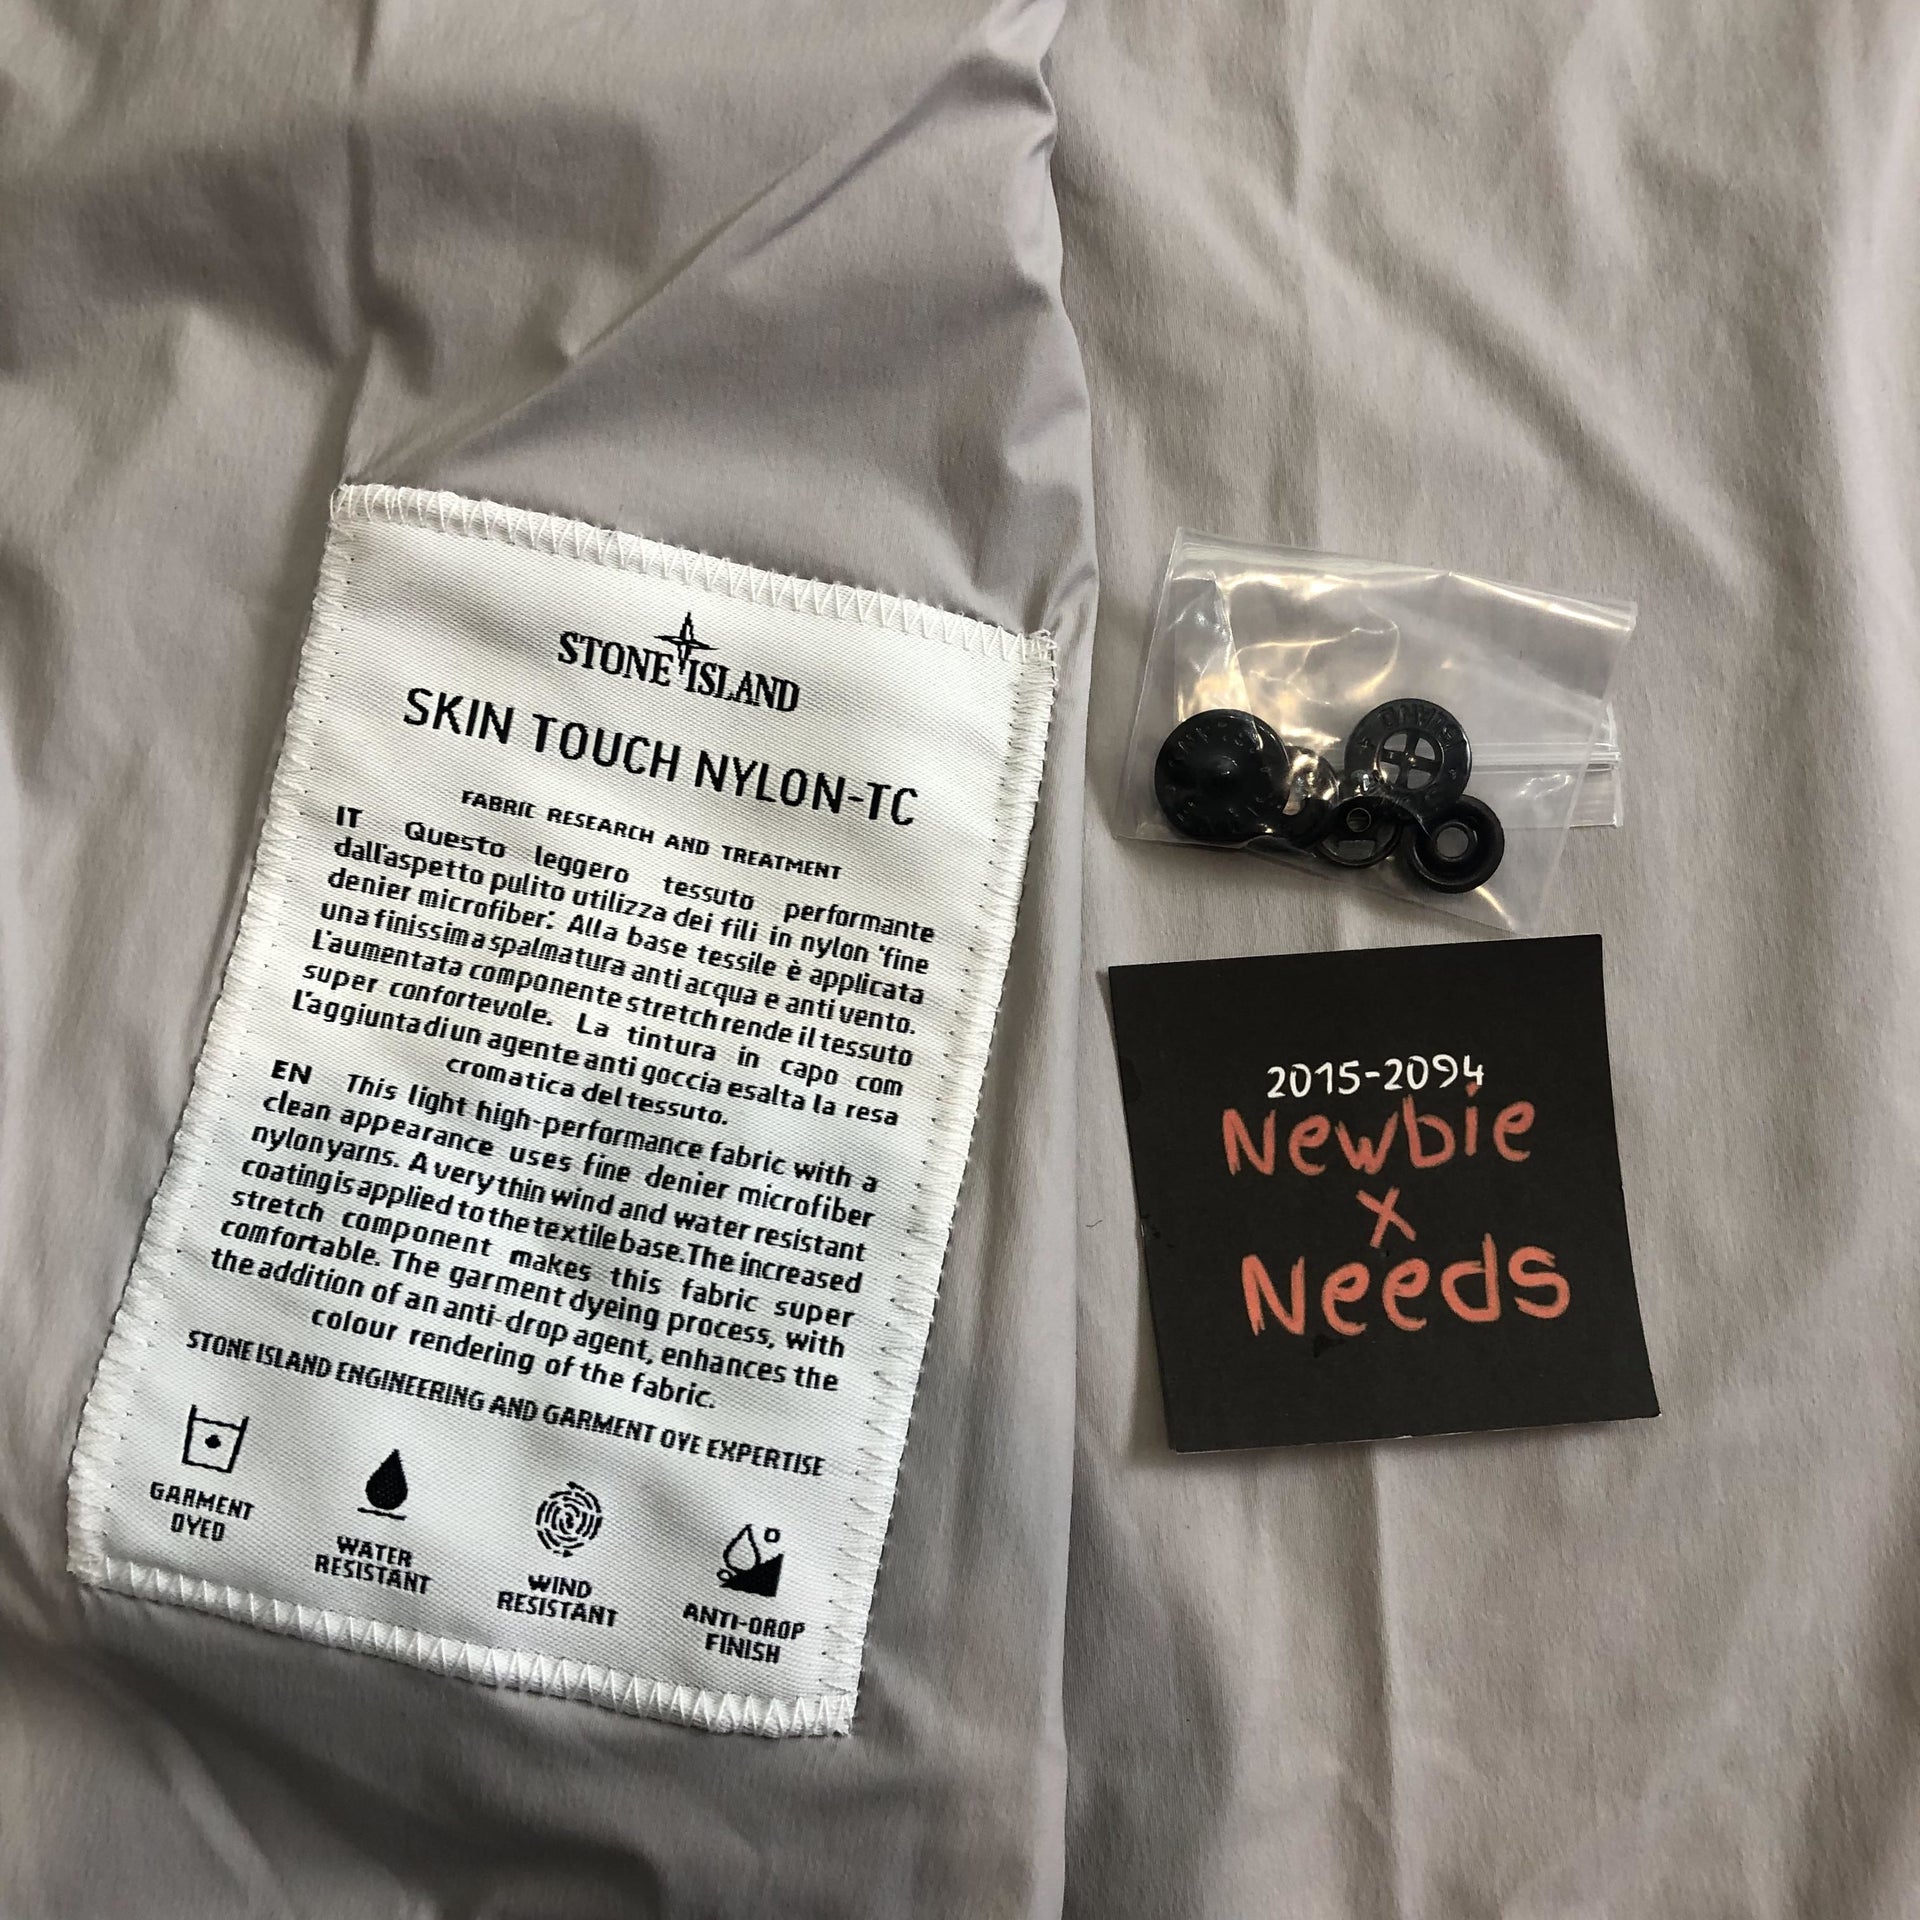 STONE ISLAND
SKIN TOUCH NYLON-TC
FABRIC RESEARCH AND TREATMENT
IT Questo leggero tessuto performante
dall'aspetto pulito utilizza dei fili in nylon 'fine
denier microfiber'. Alla base tessile è applicata
una finissima spalmatura anti acqua e anti vento.
L'aumentata componente stretch rende il tessuto
super confortevole. La tintura in capo com
L'aggiunta di un agente anti goccia esalta la resa
cromatica del tessuto.
EN This light high-performance fabric with a
clean appearance uses fine denier microfiber
nylon yarns. A very thin wind and water resistant
coating is applied to the textile base. The increased
stretch component makes this fabric super
comfortable. The garment dyeing process, with
the addition of an anti-drop agent, enhances the
colour rendering of the fabric.
STONE ISLAND ENGINEERING AND GARMENT DYE EXPERTISE
GARMENT
DYED
WATER
RESISTANT
WIND
RESISTANT
ANTI-DROP
FINISH
ISLAND
2015-2094
Newbie
x
Needs